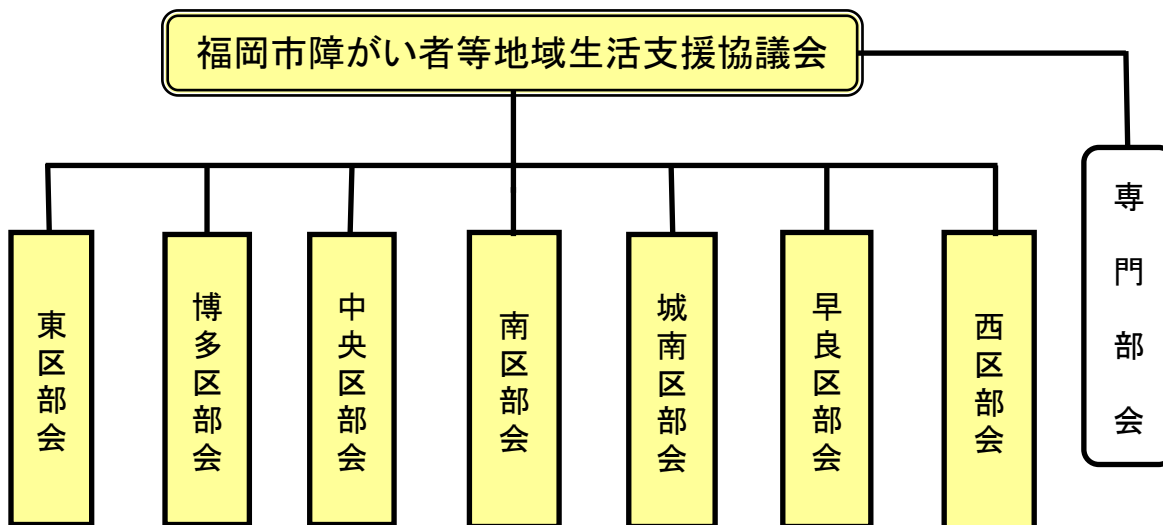 福岡市障がい者等地域生活支援協議会
東区部会
博多区部会
中央区部会
南区部会
城南区部会
早良区部会
西区部会
専門部会